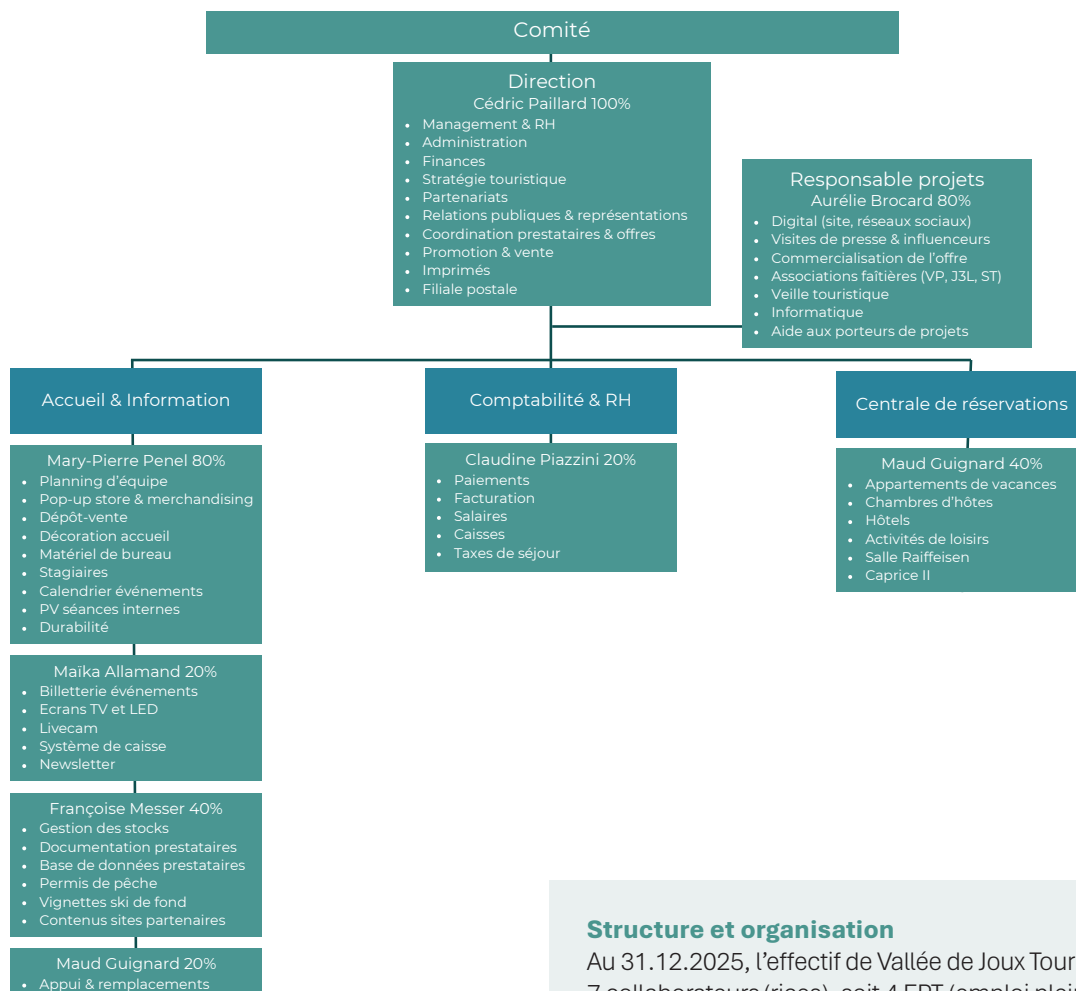 Comité
Direction
Cédric Paillard 100%
• Management & RH
• Administration
• Finances
• Stratégie touristique
• Partenariats
• Relations publiques & représentations
• Coordination prestataires & offres
• Promotion & vente
• Imprimés
• Filiale postale
Responsable projets
Aurélie Brocard 80%
• Digital (site, réseaux sociaux)
• Visites de presse & influenceurs
• Commercialisation de l'offre
• Associations faîtières (VP, J3L, ST)
• Veille touristique
• Informatique
• Aide aux porteurs de projets
Accueil & Information
Mary-Pierre Penel 80%
• Planning d'équipe
• Pop-up store & merchandising
• Dépôt-vente
• Décoration accueil
• Matériel de bureau
• Stagiaires
• Calendrier événements
• PV séances internes
• Durabilité
Maïka Allamand 20%
• Billetterie événements
• Ecrans TV et LED
• Livecam
• Système de caisse
• Newsletter
Françoise Messer 40%
• Gestion des stocks
• Documentation prestataires
• Base de données prestataires
• Permis de pêche
• Vignettes ski de fond
• Contenus sites partenaires
Maud Guignard 20%
• Appui & remplacements
Comptabilité & RH
Claudine Piazzini 20%
• Paiements
• Facturation
• Salaires
• Caisses
• Taxes de séjour
Centrale de réservations
Maud Guignard 40%
• Appartements de vacances
• Chambres d'hôtes
• Hôtels
• Activités de loisirs
• Salle Raiffeisen
• Caprice II
Structure et organisation
Au 31.12.2025, l'effectif de Vallée de Joux Tour
7 collaborateurs(rices), soit 4 EPT (emploi plei